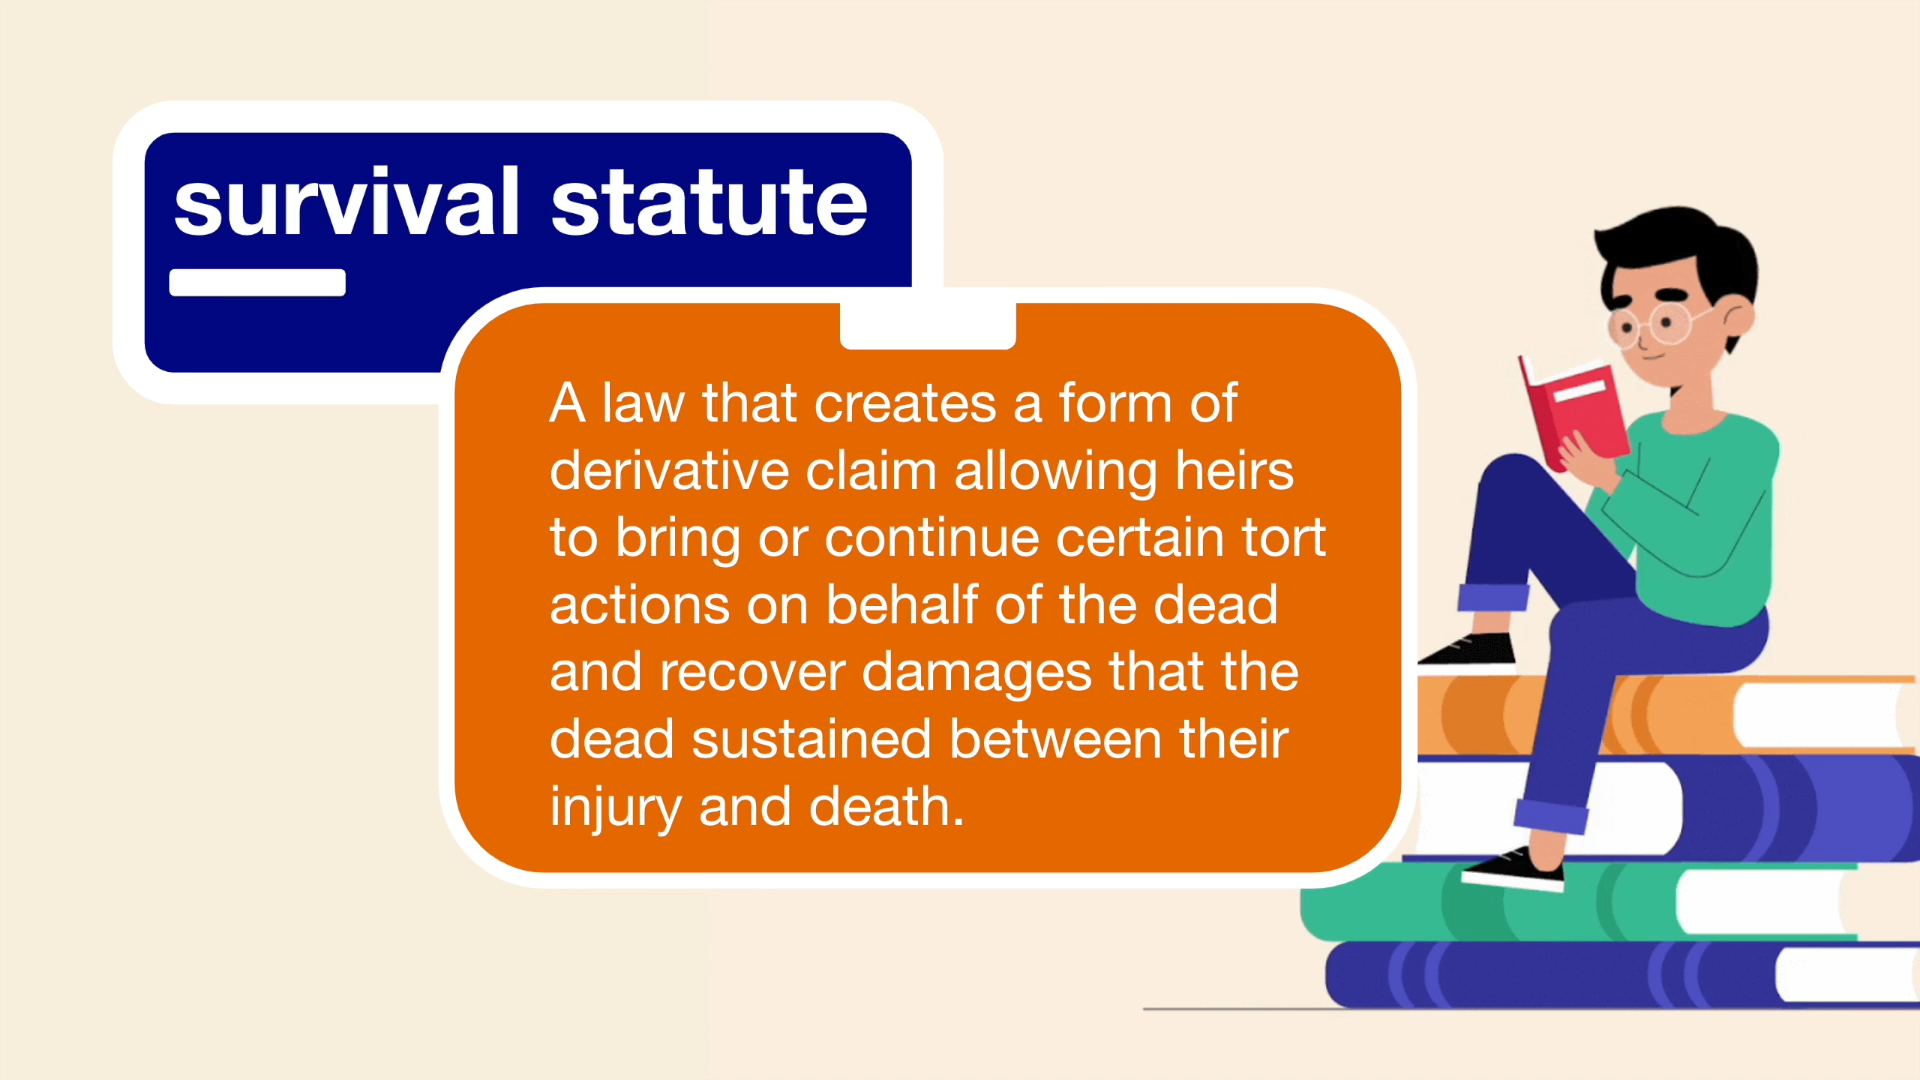 survival statute
A law that creates a form of
derivative claim allowing heirs
to bring or continue certain tort
actions on behalf of the dead
and recover damages that the
dead sustained between their
injury and death.